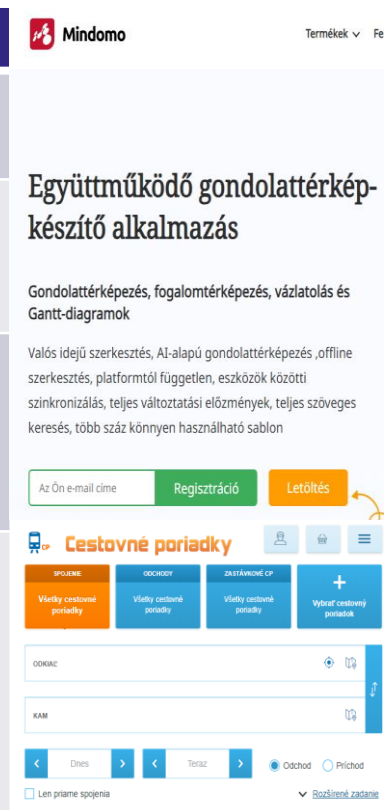 Mindomo
Termékek
Fe
Együttműködő gondolattérkép-
készítő alkalmazás
Gondolattérképezés, fogalomtérképezés, vázlatolás és
Gantt-diagramok
Valós idejű szerkesztés, AI-alapú gondolattérképezés ,offline
szerkesztés, platformtól független, eszközök közötti
szinkronizálás, teljes változtatási előzmények, teljes szöveges
keresés, több száz könnyen használható sablon
Az Ön e-mail címe
Regisztráció
Letöltés
CP
Cestovné poriadky
SPOJENIE
Všetky cestovné
poriadky
ODCHODY
Všetky cestovné
poriadky
ZASTÁVKOVÉ CP
Všetky cestovné
poriadky
+
Vybrať cestovný
poriadok
ODKIAĽ
KAM
Dnes
Teraz
Odchod
Príchod
Len priame spojenia
Rozšírené zadanie